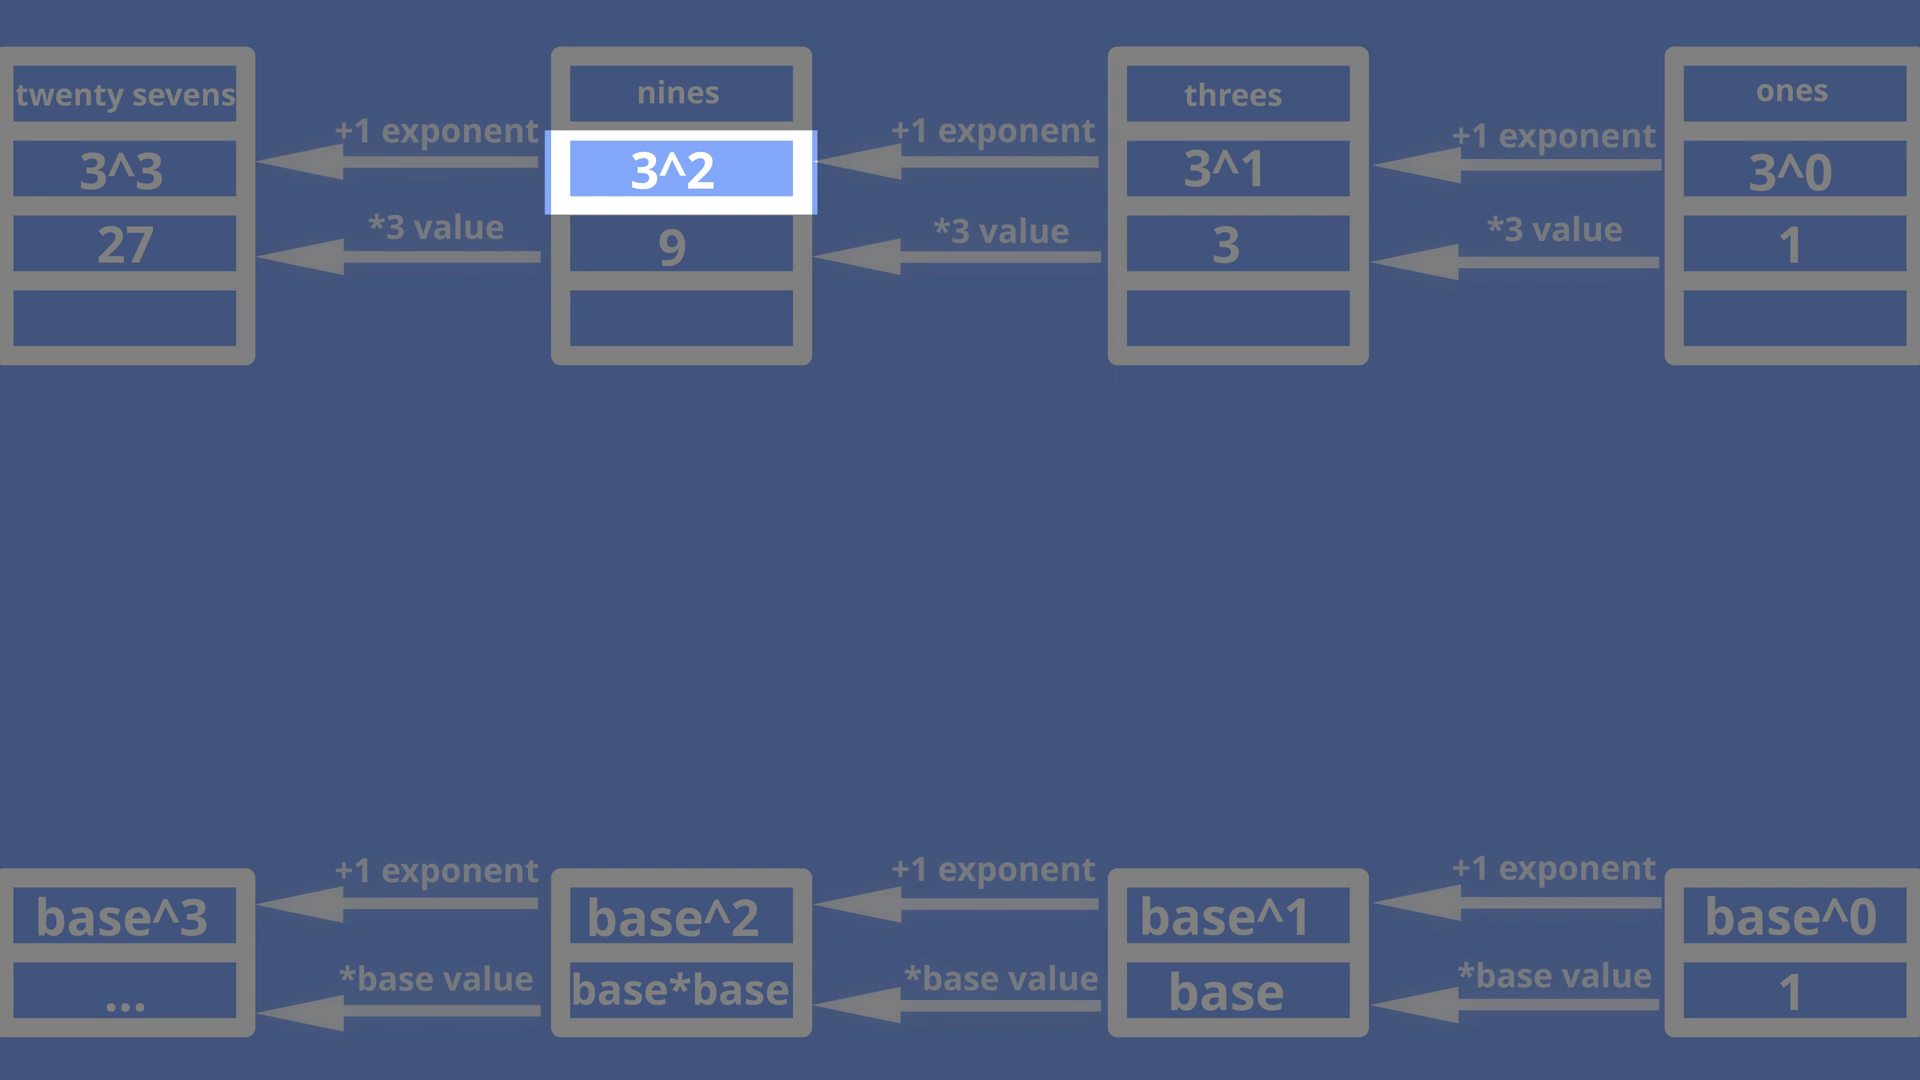 twenty sevens
nines
threes
ones
+1 exponent
+1 exponent
+1 exponent
3^3
3^2
3^1
3^0
*3 value
*3 value
*3 value
27
9
3
1
+1 exponent
+1 exponent
+1 exponent
base^3
base^2
base^1
base^0
*base value
*base value
*base value
...
base*base
base
1